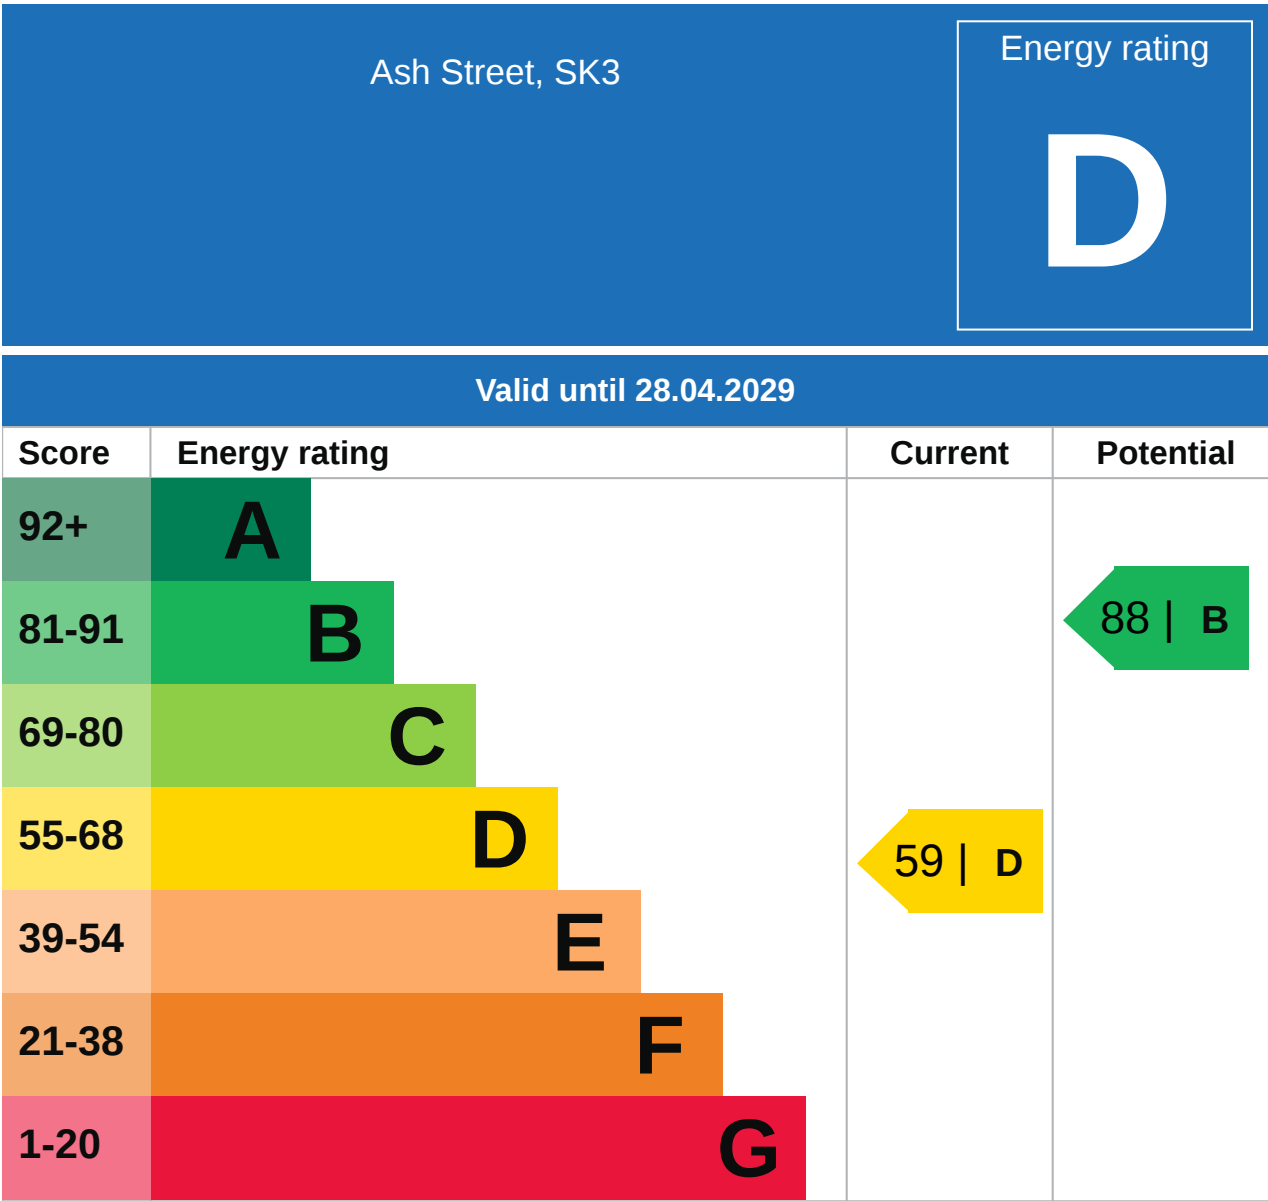 Ash Street, SK3
Energy rating
D
Valid until 28.04.2029
Score Energy rating Current Potential
92+ A
81-91 B 88 | B
69-80 C
55-68 D 59 | D
39-54 E
21-38 F
1-20 G